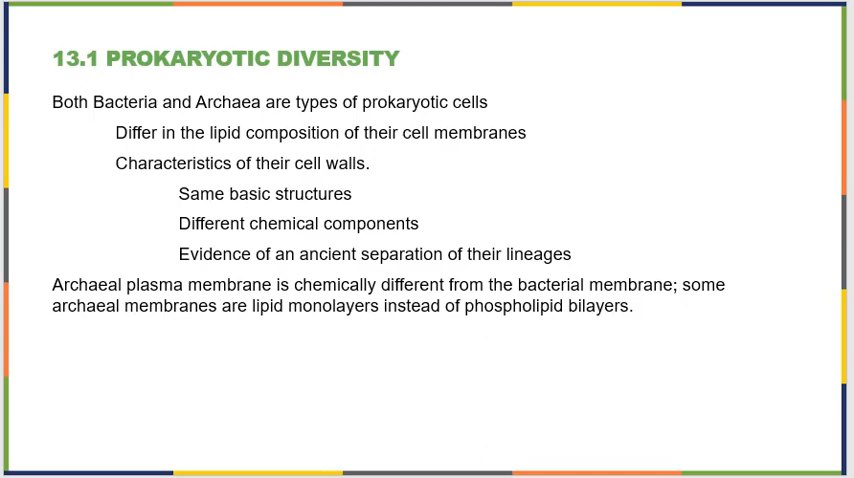 13.1 PROKARYOTIC DIVERSITY
Both Bacteria and Archaea are types of prokaryotic cells
Differ in the lipid composition of their cell membranes
Characteristics of their cell walls.
Same basic structures
Different chemical components
Evidence of an ancient separation of their lineages
Archaeal plasma membrane is chemically different from the bacterial membrane; some
archaeal membranes are lipid monolayers instead of phospholipid bilayers.